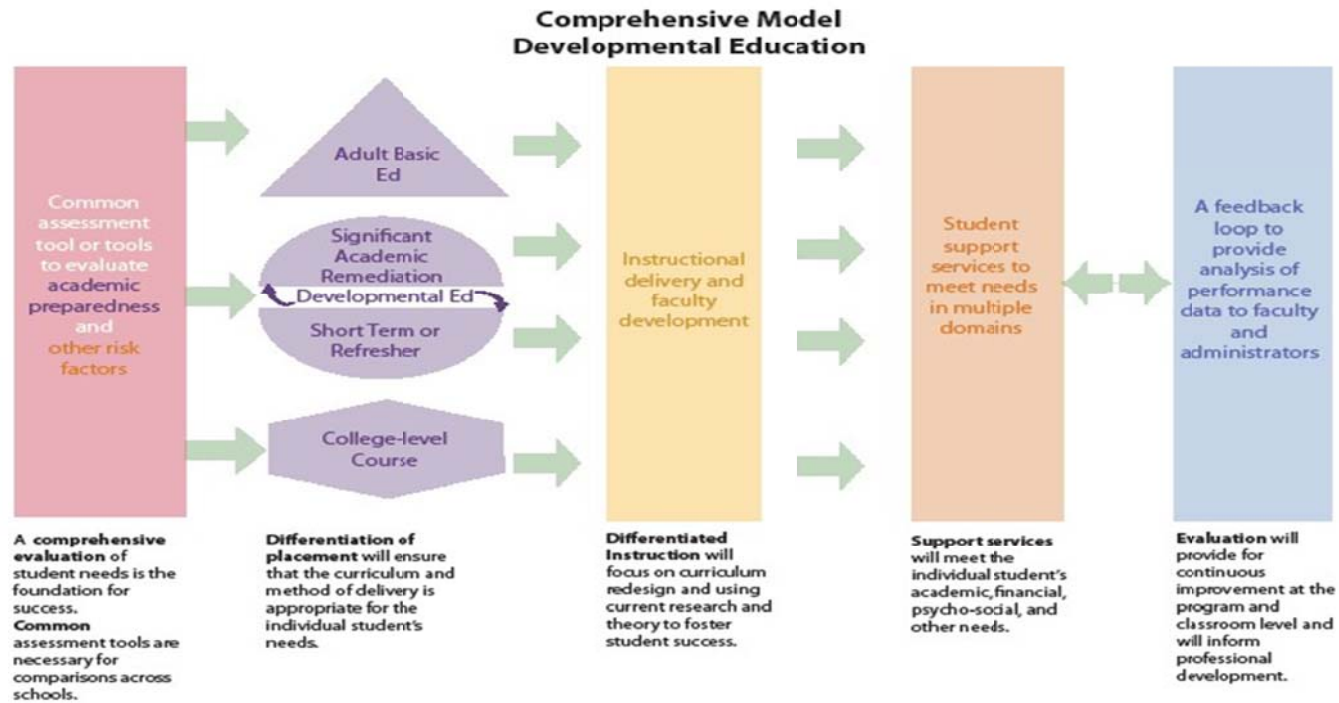 Comprehensive Model
Developmental Education
Common
assessment
tool or tools
to evaluate
academic
preparedness
and
other risk
factors
Adult Basic
Ed
Significant
Academic
Remediation
Developmental Ed
Short Term or
Refresher
College-level
Course
Instructional
delivery and
faculty
development
Student
support
services to
meet needs
in multiple
domains
A feedback
loop to
provide
analysis of
performance
data to faculty
and
administrators
A comprehensive
evaluation of
student needs is the
foundation for
success.
Common
assessment tools are
necessary for
comparisons across
schools.
Differentiation of
placement will ensure
that the curriculum and
method of delivery is
appropriate for the
individual student's
needs.
Differentiated
Instruction will
focus on curriculum
redesign and using
current research and
theory to foster
student success.
Support services
will meet the
individual student's
academic, financial,
psycho-social, and
other needs.
Evaluation will
provide for
continuous
improvement at the
program and
classroom level and
will inform
professional
development.